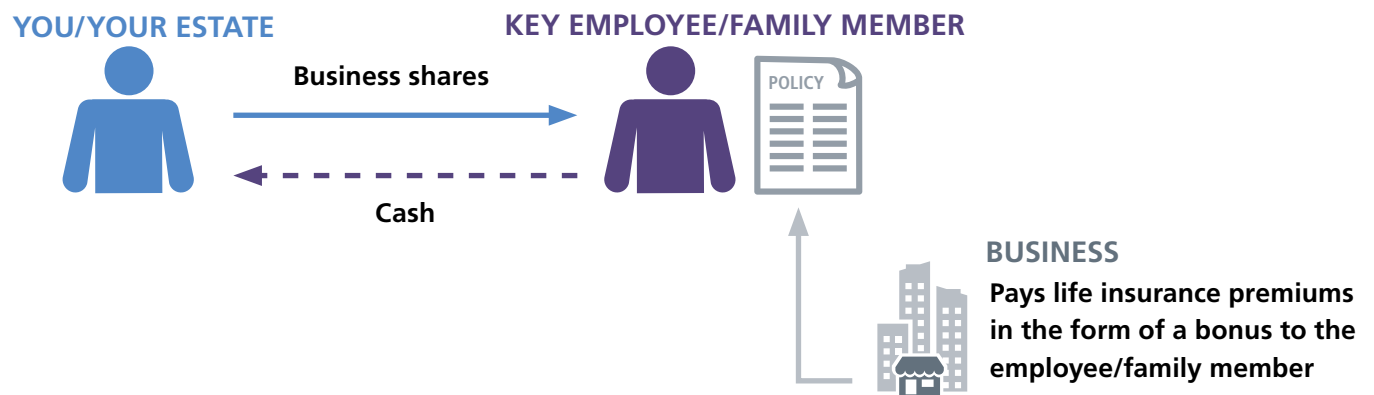 YOU/YOUR ESTATE
KEY EMPLOYEE/FAMILY MEMBER
Business shares
POLICY
Cash
BUSINESS
Pays life insurance premiums
in the form of a bonus to the
employee/family member